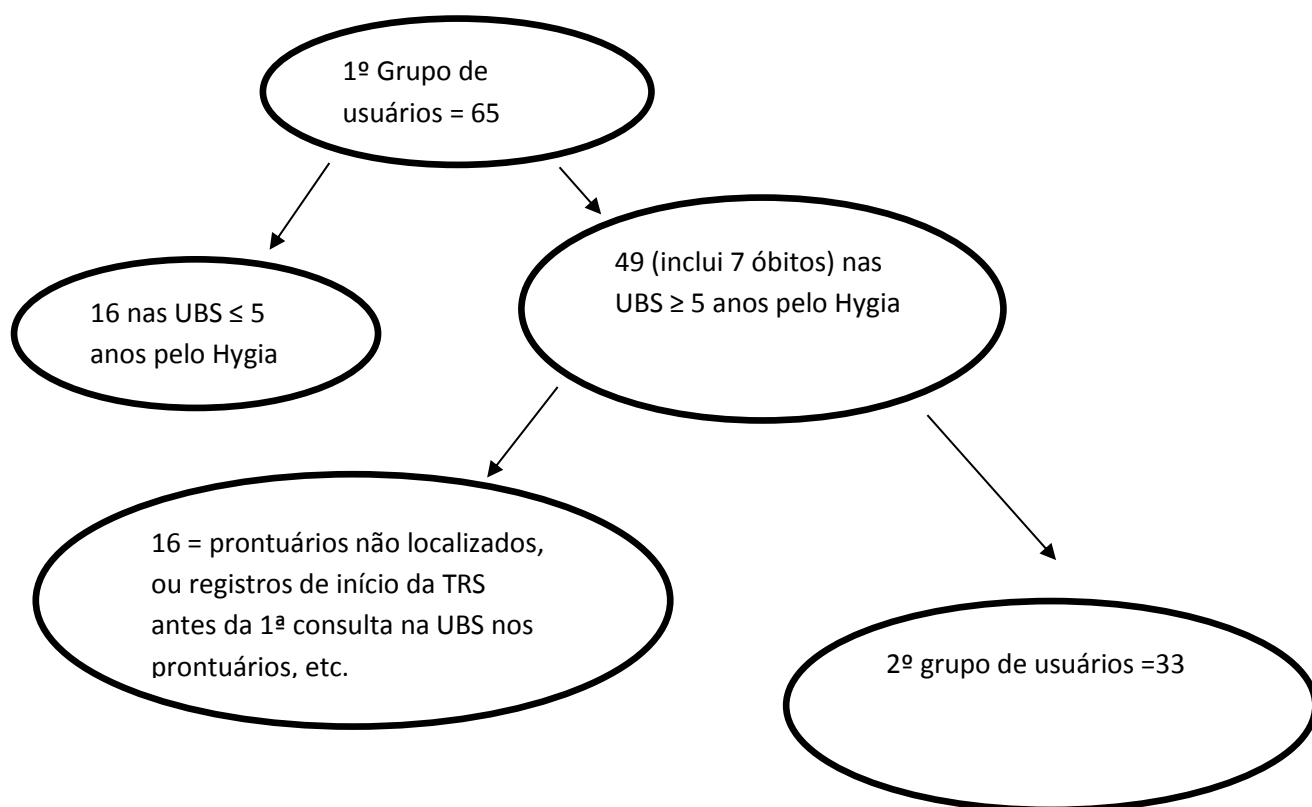 1º Grupo de
usuários = 65
49 (inclui 7 óbitos) nas
UBS ≥ 5 anos pelo Hygia
16 nas UBS ≤ 5
anos pelo Hygia
16 = prontuários não localizados,
ou registros de início da TRS
antes da 1ª consulta na UBS nos
prontuários, etc.
2º grupo de usuários =33